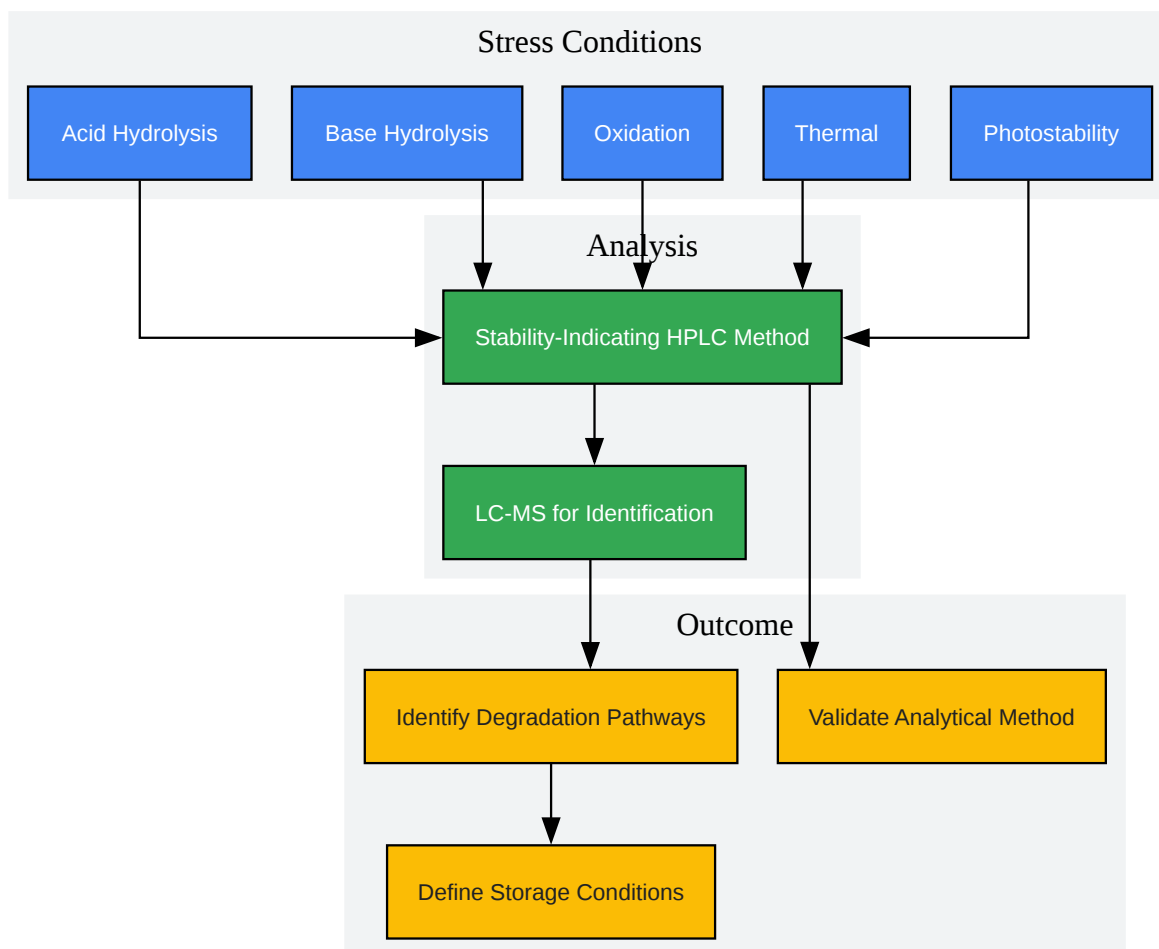 Stress Conditions
Acid Hydrolysis
Base Hydrolysis
Oxidation
Thermal
Photostability
Analysis
Stability-Indicating HPLC Method
LC-MS for Identification
Outcome
Identify Degradation Pathways
Validate Analytical Method
Define Storage Conditions